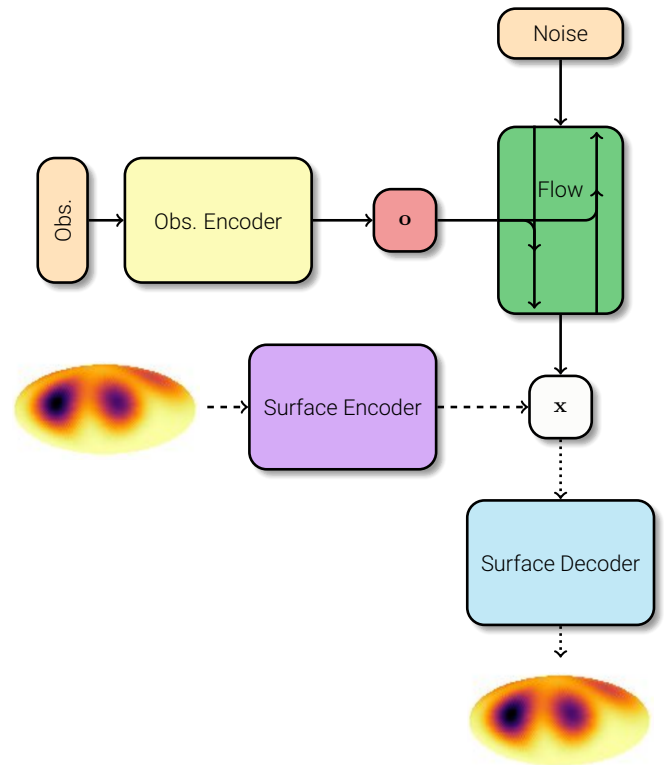 Noise
Obs.
Obs. Encoder
o
Flow
Surface Encoder
x
Surface Decoder